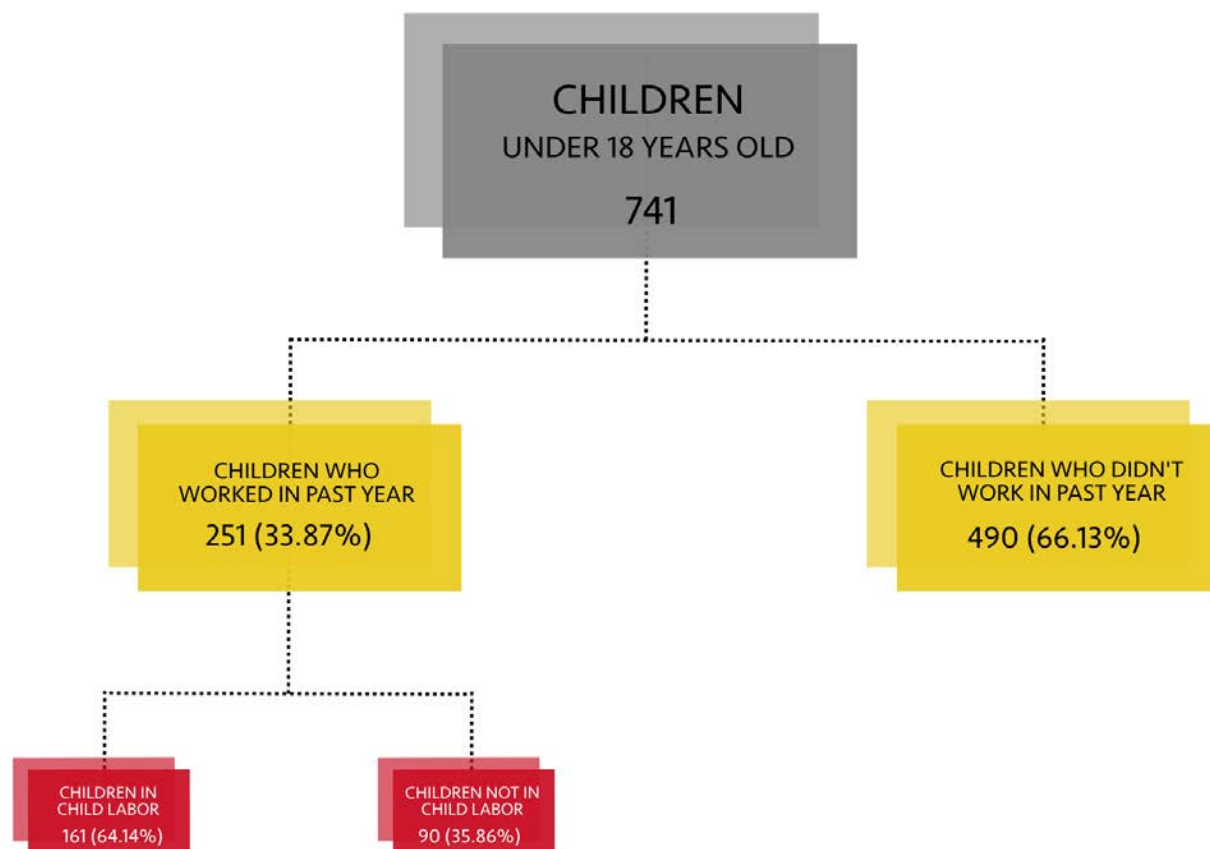 CHILDREN
UNDER 18 YEARS OLD
741
CHILDREN WHO
WORKED IN PAST YEAR
251 (33.87%)
CHILDREN WHO DIDN'T
WORK IN PAST YEAR
490 (66.13%)
CHILDREN IN
CHILD LABOR
161 (64.14%)
CHILDREN NOT IN
CHILD LABOR
90 (35.86%)